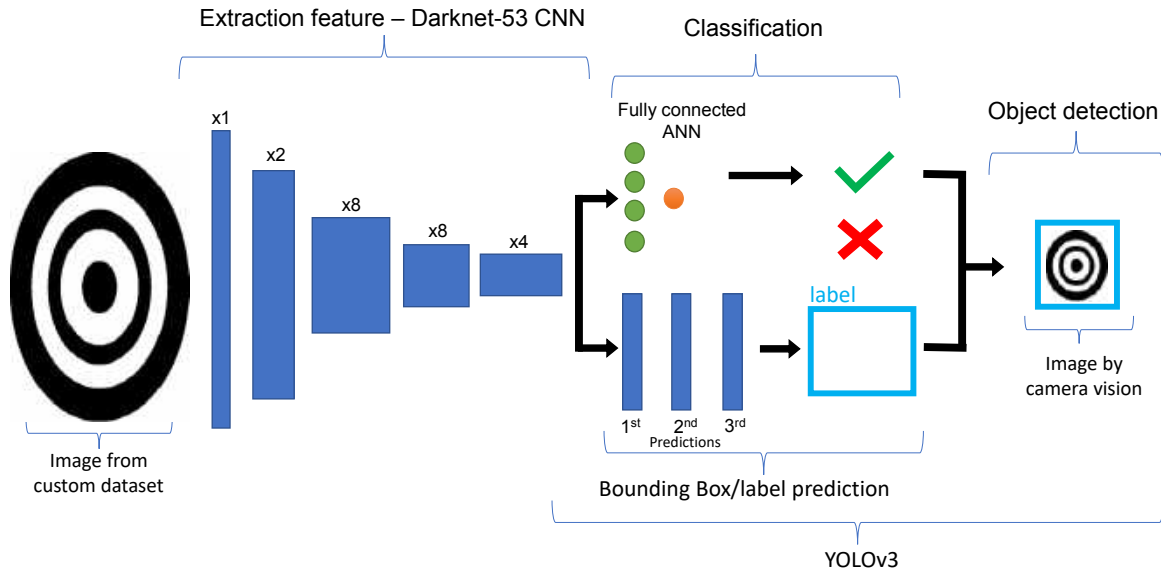 Extraction feature – Darknet-53 CNN
Classification
Object detection
x1
x2
x8
x8
x4
Fully connected
ANN
label
1st
2nd
3rd
Predictions
Image from
custom dataset
Image by
camera vision
Bounding Box/label prediction
YOLOv3